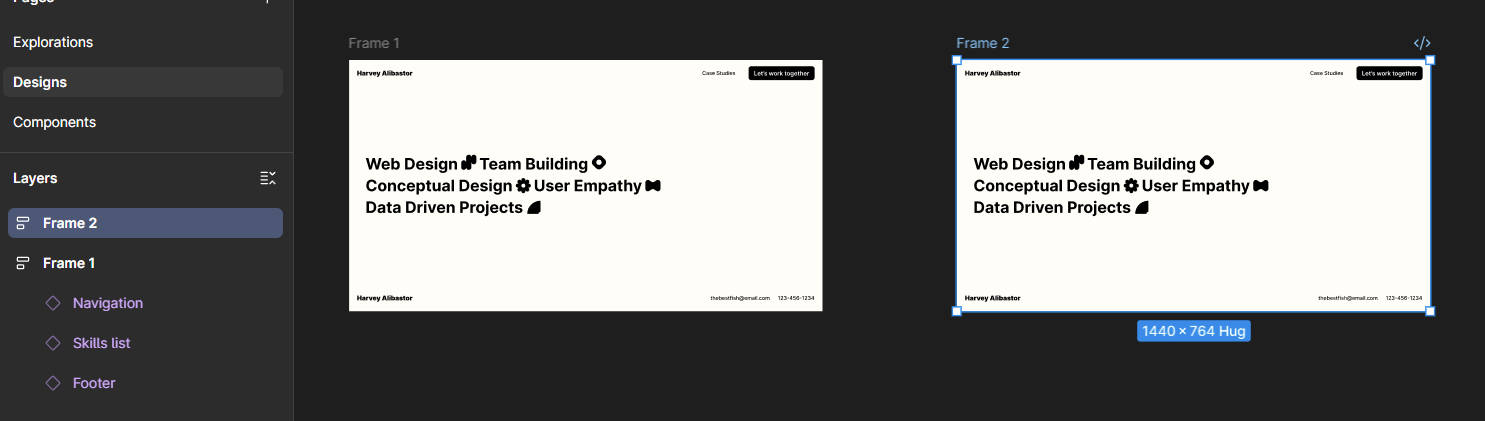 Pages
Explorations
Designs
Components
Layers
Frame 2
Frame 1
Navigation
Skills list
Footer
Frame 1
Harvey Alibastor
Case Studies
Let's work together
Web Design Team Building
Conceptual Design User Empathy
Data Driven Projects
Harvey Alibastor
thebestfish@email.com 123-456-1234
Frame 2
</>
Harvey Alibastor
Case Studies
Let's work together
Web Design Team Building
Conceptual Design User Empathy
Data Driven Projects
Harvey Alibastor
thebestfish@email.com 123-456-1234
1440 × 764 Hug